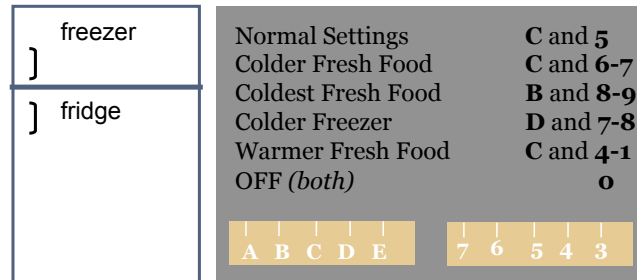 freezer
fridge
Normal Settings C and 5
Colder Fresh Food C and 6-7
Coldest Fresh Food B and 8-9
Colder Freezer D and 7-8
Warmer Fresh Food C and 4-1
OFF (both) 0
A B C D E 7 6 5 4 3